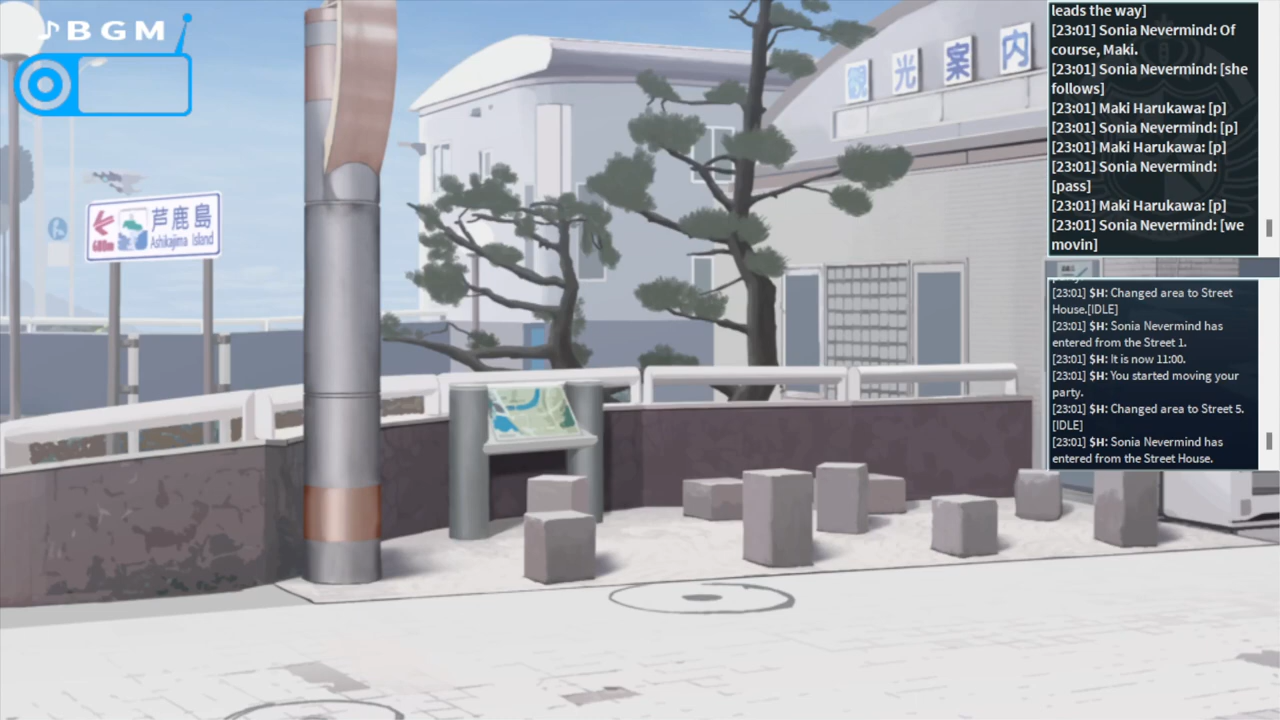 ♪BGM
芦鹿島
Ashikajima Island
680m
観光案内
leads the way]
[23:01] Sonia Nevermind: Of
course, Maki.
[23:01] Sonia Nevermind: [she
follows]
[23:01] Maki Harukawa: [p]
[23:01] Sonia Nevermind: [p]
[23:01] Maki Harukawa: [p]
[23:01] Sonia Nevermind:
[pass]
[23:01] Maki Harukawa: [p]
[23:01] Sonia Nevermind: [we
movin]
[23:01] $H: Changed area to Street
House.[IDLE]
[23:01] $H: Sonia Nevermind has
entered from the Street 1.
[23:01] $H: It is now 11:00.
[23:01] $H: You started moving your
party.
[23:01] $H: Changed area to Street 5.
[IDLE]
[23:01] $H: Sonia Nevermind has
entered from the Street House.